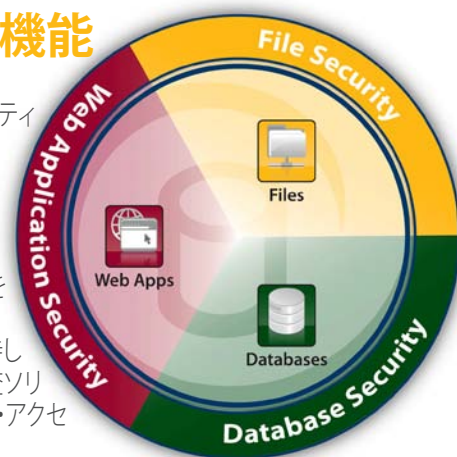 機能
ティ
を
査ソリ
・アクセ
File Security
Web Application Security
Database Security
Files
Web Apps
Databases